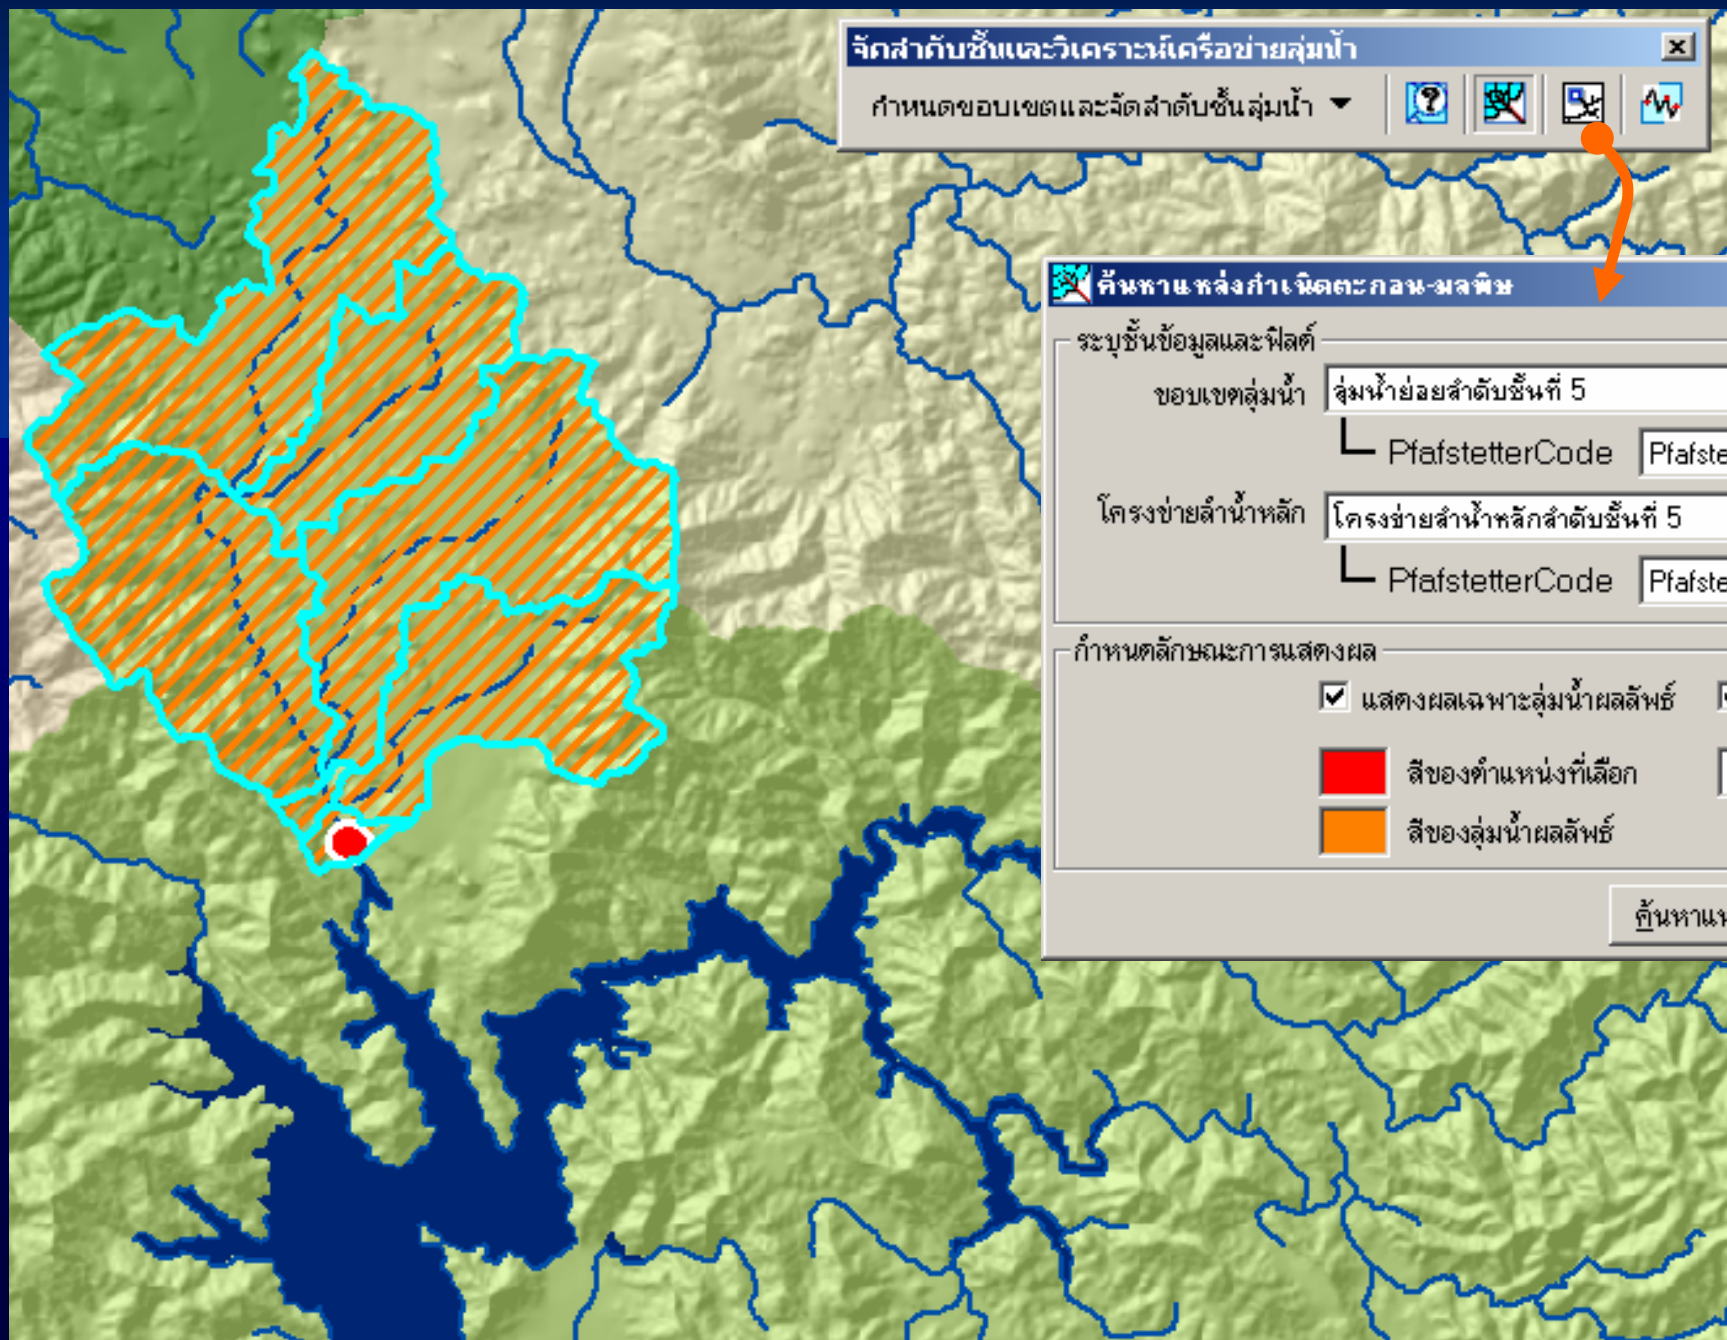 จัดลำดับชั้นและวิเคราะห์เครือข่ายลุ่มน้ำ
กำหนดขอบเขตและจัดลำดับชั้นลุ่มน้ำ
ค้นหาแหล่งกำเนิดตะกอน-มลพิษ
ระบุชั้นข้อมูลและฟิลด์
ขอบเขตลุ่มน้ำ ลุ่มน้ำย่อยลำดับชั้นที่ 5
PfafstetterCode Pfafste
โครงข่ายลำน้ำหลัก โครงข่ายลำน้ำหลักลำดับชั้นที่ 5
PfafstetterCode Pfafste
กำหนดลักษณะการแสดงผล
แสดงผลเฉพาะลุ่มน้ำผลลัพธ์
สีของตำแหน่งที่เลือก
สีของลุ่มน้ำผลลัพธ์
ค้นหาแห